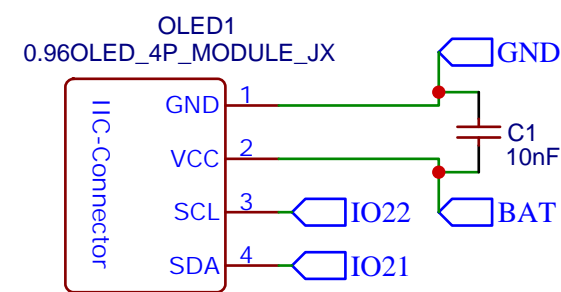 OLED1
0.96OLED_4P_MODULE_JX
IIC-Connector
GND 1
VCC 2
SCL 3
SDA 4
GND
C1
10nF
BAT
IO22
IO21